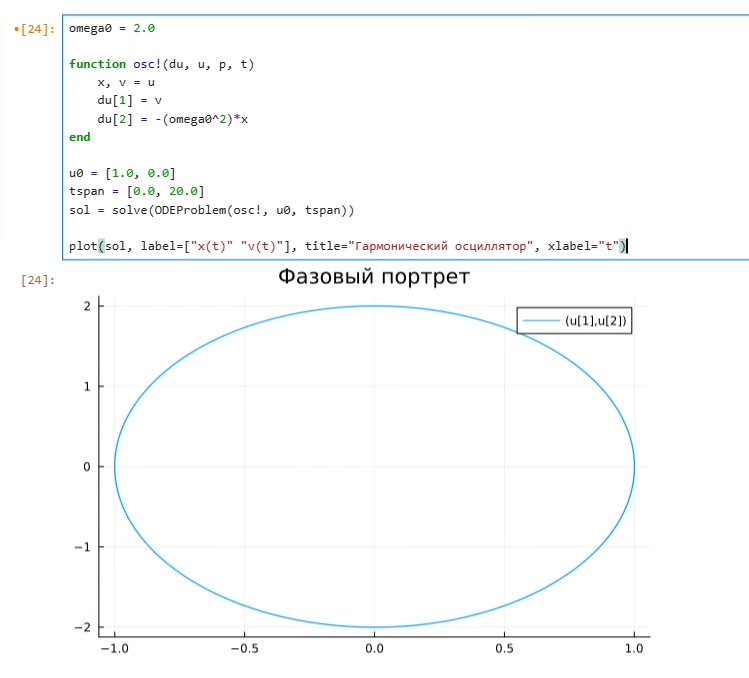 •[24]:
omega0 = 2.0
function osc!(du, u, p, t)
    x, v = u
    du[1] = v
    du[2] = -(omega0^2)*x
end
u0 = [1.0, 0.0]
tspan = [0.0, 20.0]
sol = solve(ODEProblem(osc!, u0, tspan))
plot(sol, label=["x(t)" "v(t)"], title="Гармонический осциллятор", xlabel="t")
[24]:
Фазовый портрет
(u[1],u[2])
2
1
0
−1
−2
−1.0 −0.5 0.0 0.5 1.0